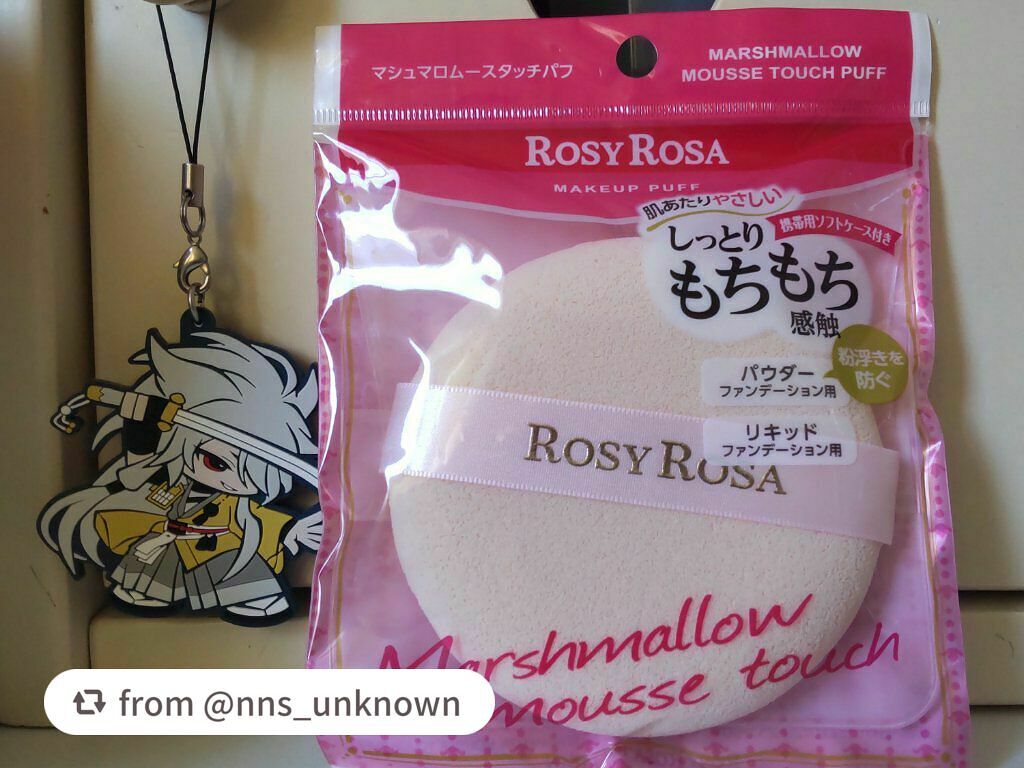 マシュマロムースタッチパフ
MARSHMALLOW
MOUSSE TOUCH PUFF
ROSY ROSA
MAKEUP PUFF
肌あたりやさしい
携帯用ソフトケース付き
しっとり
もちもち
感触
粉浮きを
防ぐ
パウダー
ファンデーション用
リキッド
ファンデーション用
ROSY ROSA
Marshmallow
mousse touch
from @nns_unknown